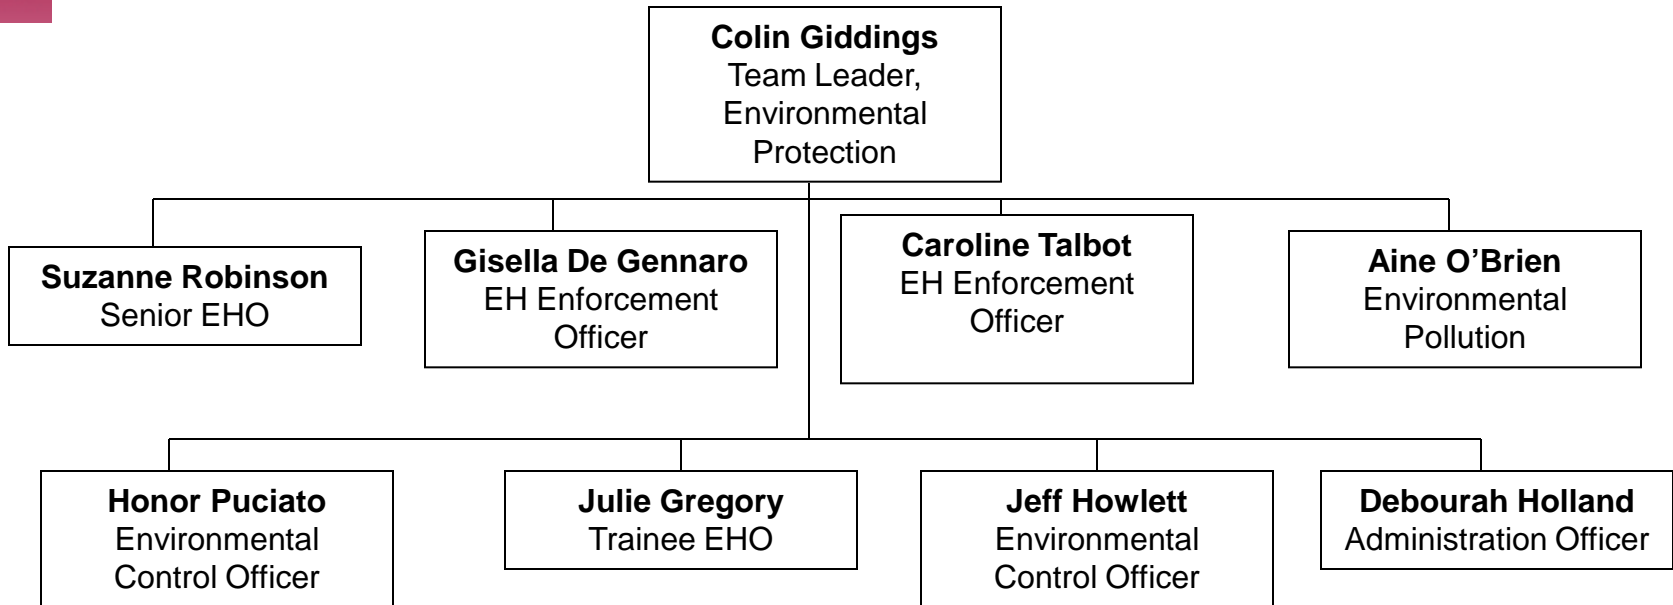 Colin Giddings
Team Leader,
Environmental
Protection
Suzanne Robinson
Senior EHO
Gisella De Gennaro
EH Enforcement
Officer
Caroline Talbot
EH Enforcement
Officer
Aine O’Brien
Environmental
Pollution
Honor Puciato
Environmental
Control Officer
Julie Gregory
Trainee EHO
Jeff Howlett
Environmental
Control Officer
Debourah Holland
Administration Officer